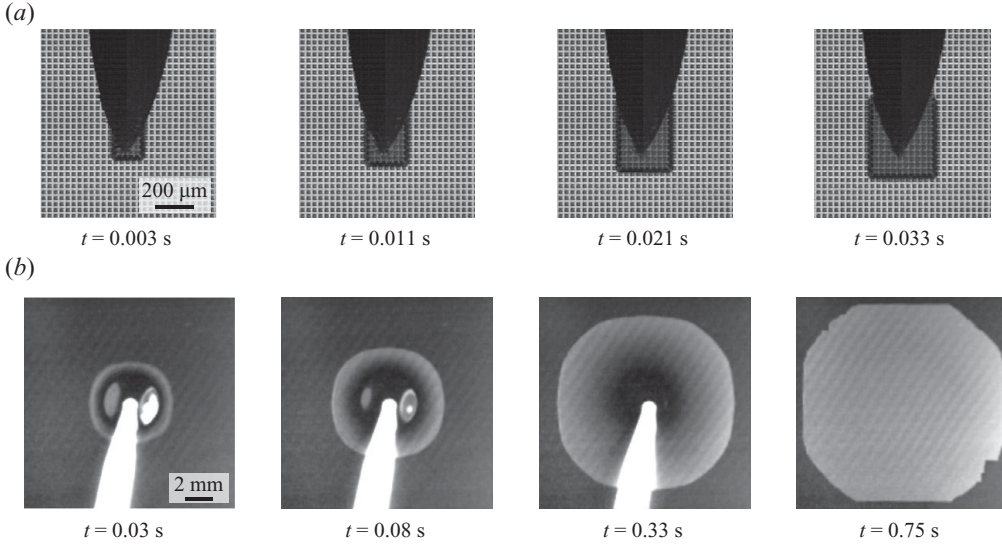 (a)
200 μm
t = 0.003 s
t = 0.011 s
t = 0.021 s
t = 0.033 s
(b)
2 mm
t = 0.03 s
t = 0.08 s
t = 0.33 s
t = 0.75 s